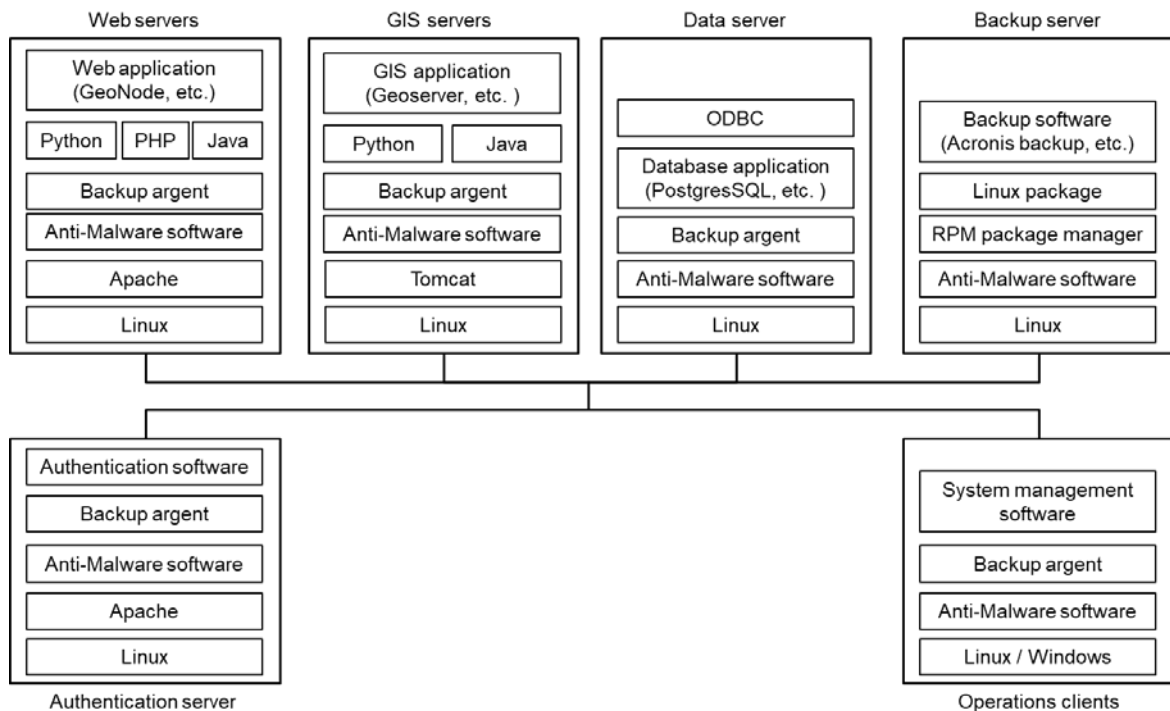 Web servers
Web application
(GeoNode, etc.)
Python
PHP
Java
Backup argent
Anti-Malware software
Apache
Linux
GIS servers
GIS application
(Geoserver, etc. )
Python
Java
Backup argent
Anti-Malware software
Tomcat
Linux
Data server
ODBC
Database application
(PostgresSQL, etc. )
Backup argent
Anti-Malware software
Linux
Backup server
Backup software
(Acronis backup, etc.)
Linux package
RPM package manager
Anti-Malware software
Linux
Authentication software
Backup argent
Anti-Malware software
Apache
Linux
Authentication server
System management
software
Backup argent
Anti-Malware software
Linux / Windows
Operations clients